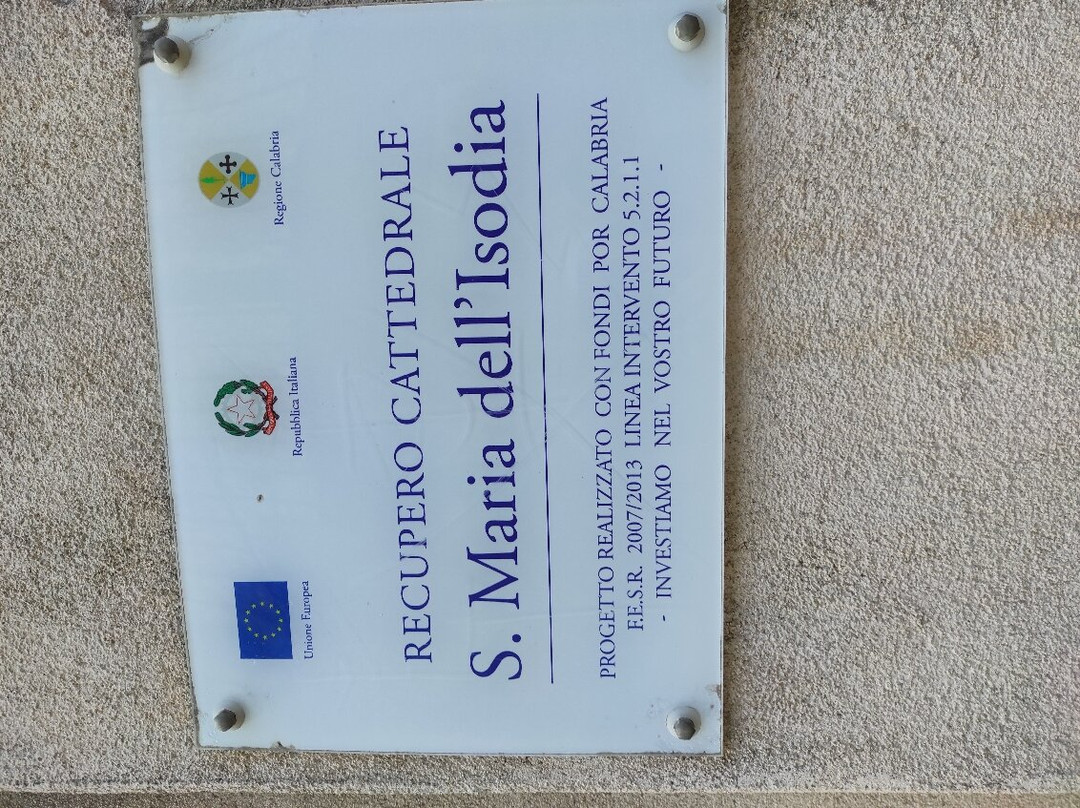 Unione Europea
Repubblica Italiana
Regione Calabria
RECUPERO CATTEDRALE
S. Maria dell'Isodia
PROGETTO REALIZZATO CON FONDI POR CALABRIA
F.E.S.R. 2007/2013 LINEA INTERVENTO 5.2.1.1
- INVESTIAMO NEL VOSTRO FUTURO -